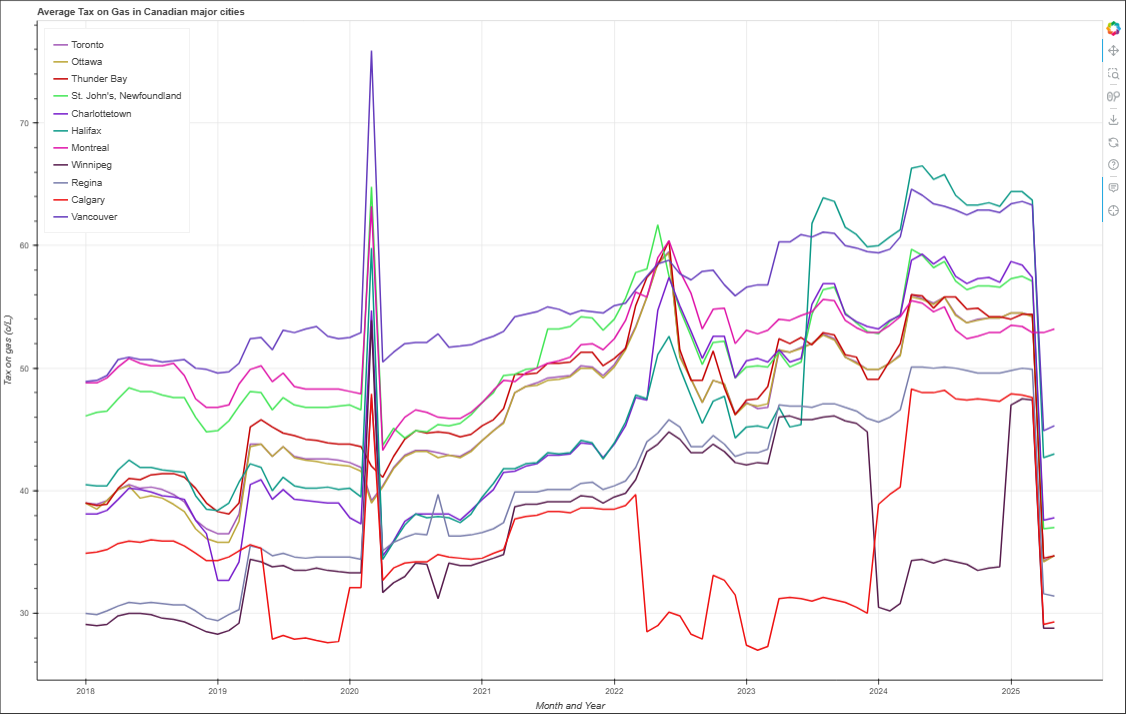 Average Tax on Gas in Canadian major cities
Toronto
Ottawa
Thunder Bay
St. John's, Newfoundland
Charlottetown
Halifax
Montreal
Winnipeg
Regina
Calgary
Vancouver
Tax on gas (¢/L)
70
60
50
40
30
2018
2019
2020
2021
2022
2023
2024
2025
Month and Year